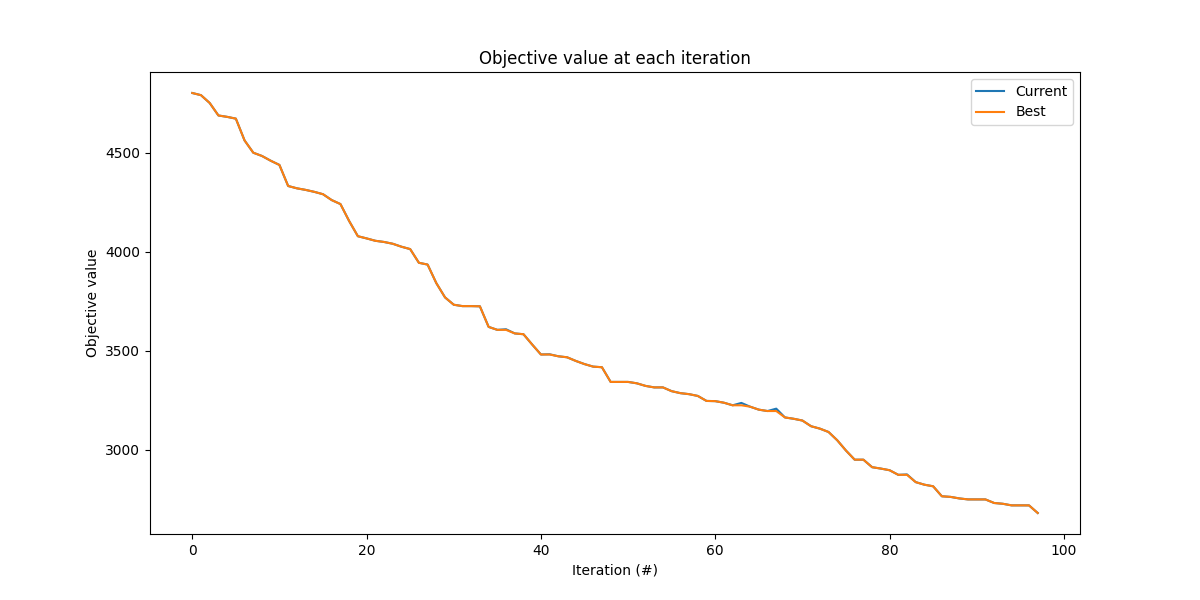 Objective value at each iteration
Current
Best
4500
4000
3500
3000
Objective value
0 20 40 60 80 100
Iteration (#)